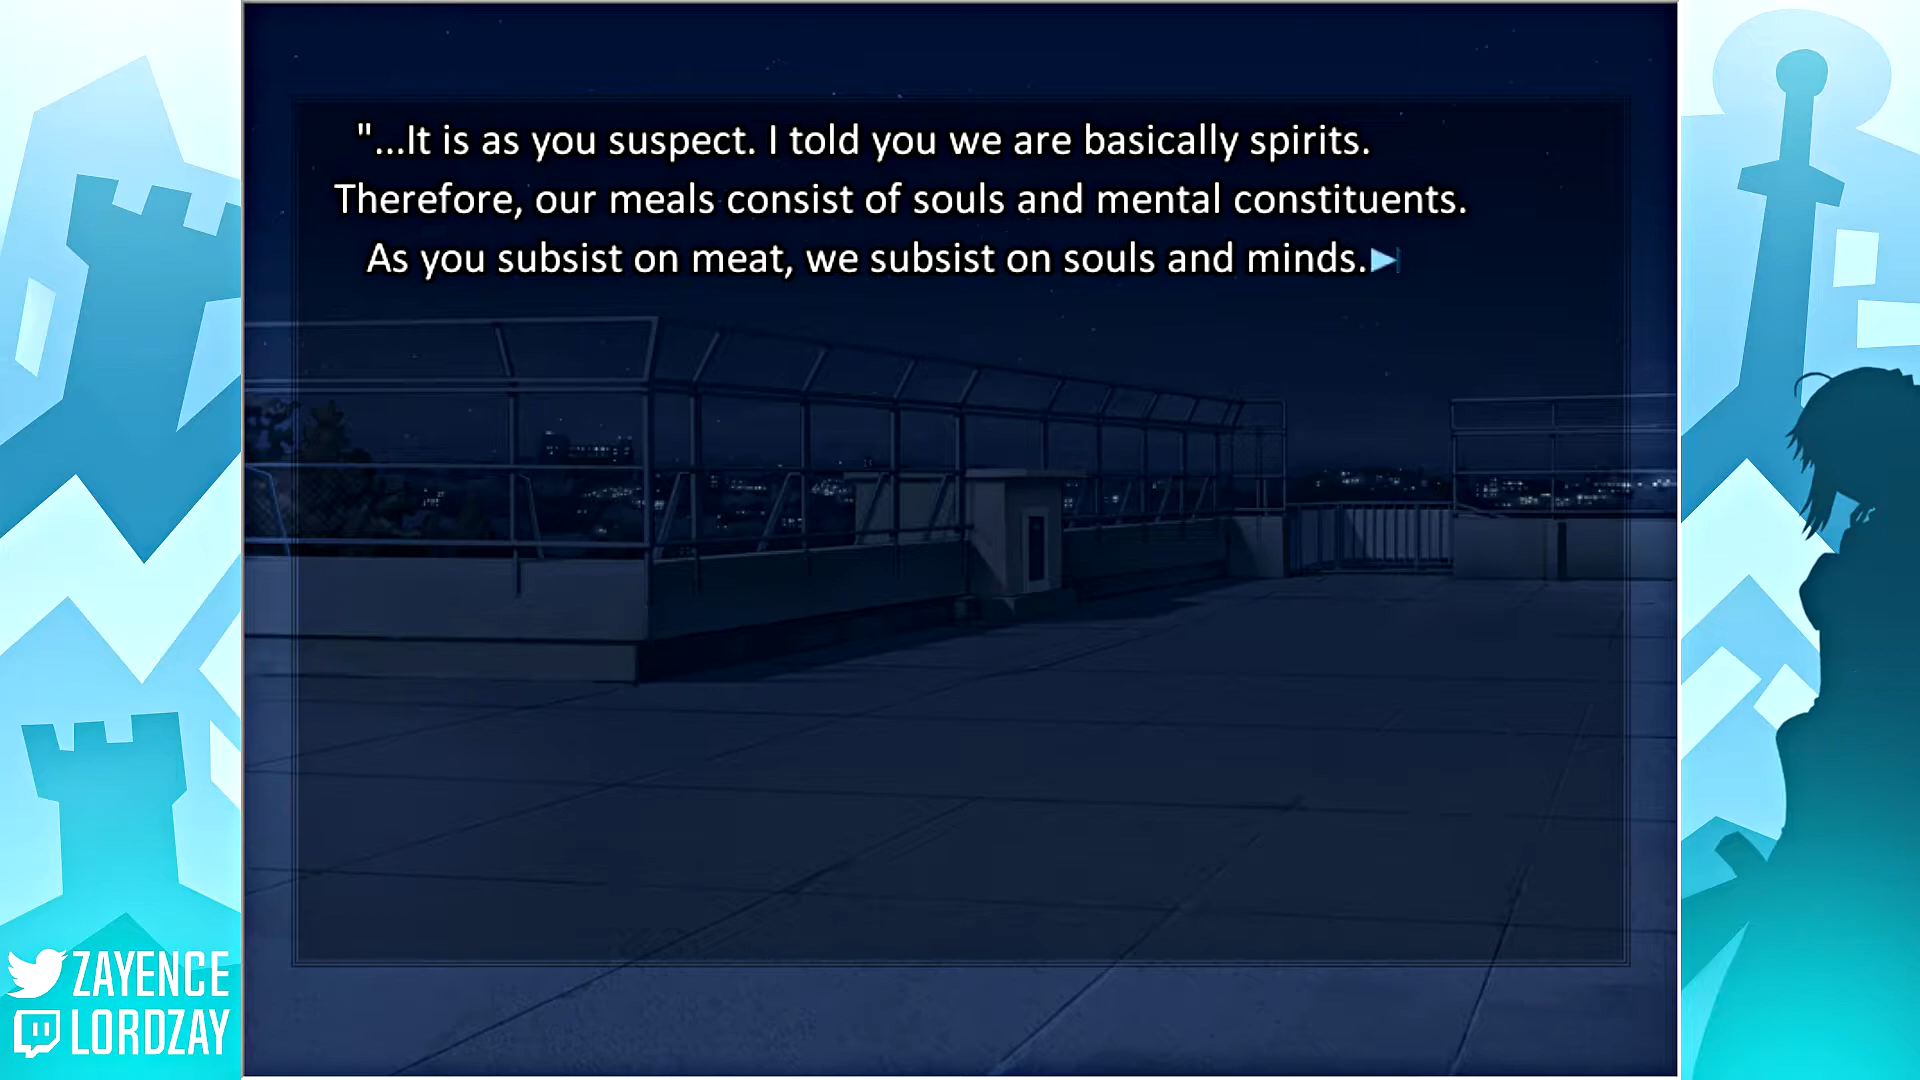 "...It is as you suspect. I told you we are basically spirits.
Therefore, our meals consist of souls and mental constituents.
As you subsist on meat, we subsist on souls and minds.
ZAYENCE
LORDZAY